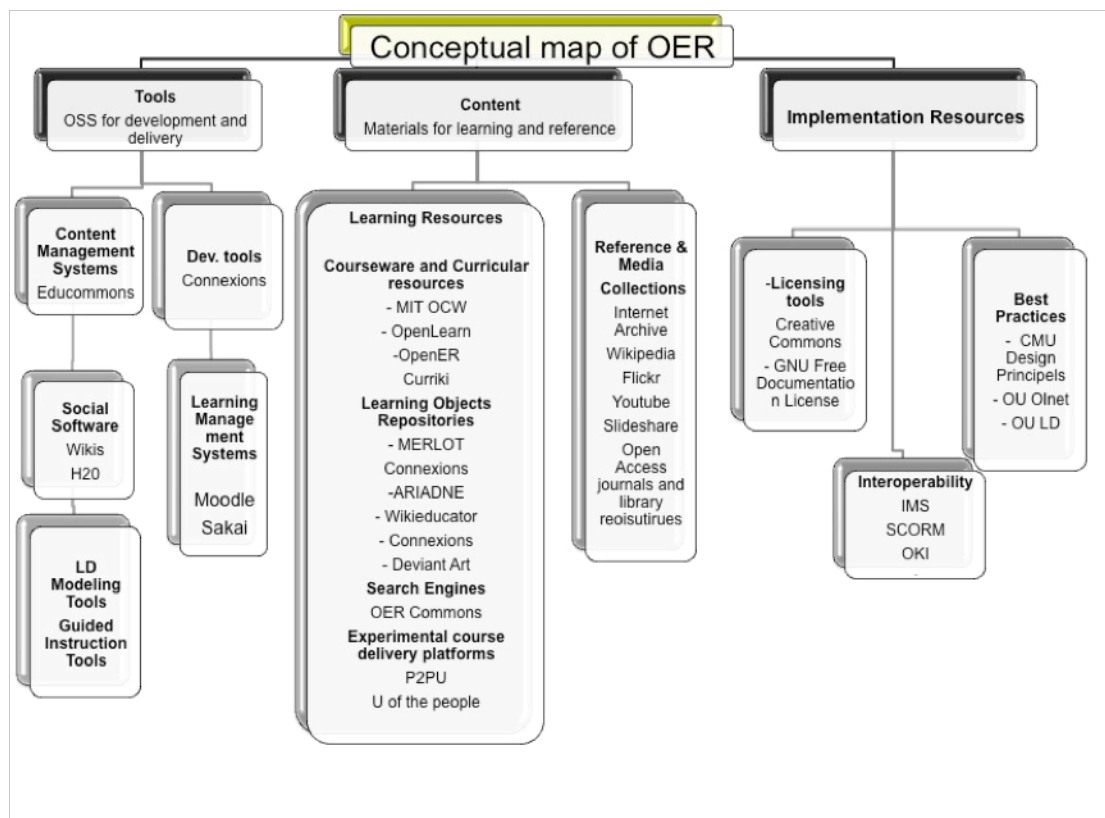 Conceptual map of OER
Tools
OSS for development and
delivery
Content
Materials for learning and reference
Implementation Resources
Content
Management
Systems
Educommons
Dev. tools
Connexions
Social
Software
Wikis
H20
Learning
Manage
ment
Systems
Moodle
Sakai
LD
Modeling
Tools
Guided
Instruction
Tools
Learning Resources
Courseware and Curricular
resources
- MIT OCW
- OpenLearn
-OpenER
Curriki
Learning Objects
Repositories
- MERLOT
Connexions
-ARIADNE
- Wikieducator
- Connexions
- Deviant Art
Search Engines
OER Commons
Experimental course
delivery platforms
P2PU
U of the people
Reference &
Media
Collections
Internet
Archive
Wikipedia
Flickr
Youtube
Slideshare
Open
Access
journals and
library
reoisutirues
-Licensing
tools
Creative
Commons
- GNU Free
Documentatio
n License
Best
Practices
- CMU
Design
Principels
- OU Olnet
- OU LD
Interoperability
IMS
SCORM
OKI